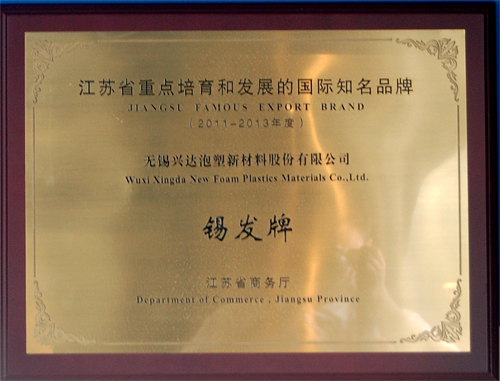 江苏省重点培育和发展的国际知名品牌
JIANGSU FAMOUS EXPORT BRAND
（2011-2013年度）
无锡兴达泡塑新材料股份有限公司
Wuxi Xingda New Foam Plastics Materials Co.,Ltd.
锡发牌
江苏省商务厅
Department of Commerce , Jiangsu Province